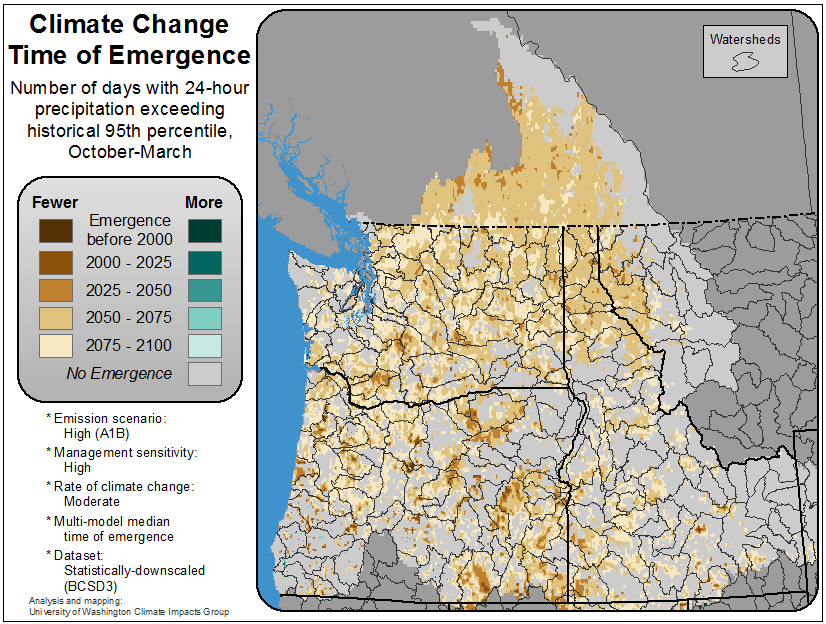 Climate Change
Time of Emergence
Number of days with 24-hour
precipitation exceeding
historical 95th percentile,
October-March
Fewer More
Emergence
before 2000
2000 - 2025
2025 - 2050
2050 - 2075
2075 - 2100
No Emergence
* Emission scenario:
High (A1B)
* Management sensitivity:
High
* Rate of climate change:
Moderate
* Multi-model median
time of emergence
* Dataset:
Statistically-downscaled
(BCSD3)
Analysis and mapping:
University of Washington Climate Impacts Group
Watersheds